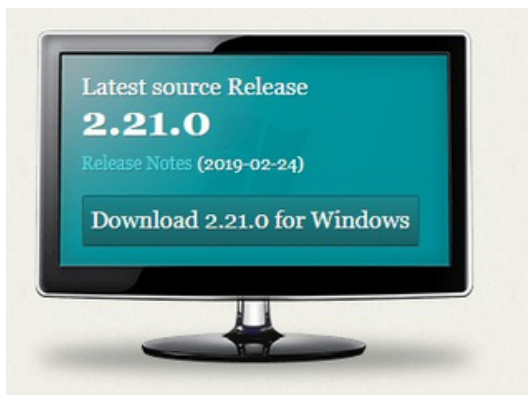 Latest source Release
2.21.0
Release Notes (2019-02-24)
Download 2.21.0 for Windows